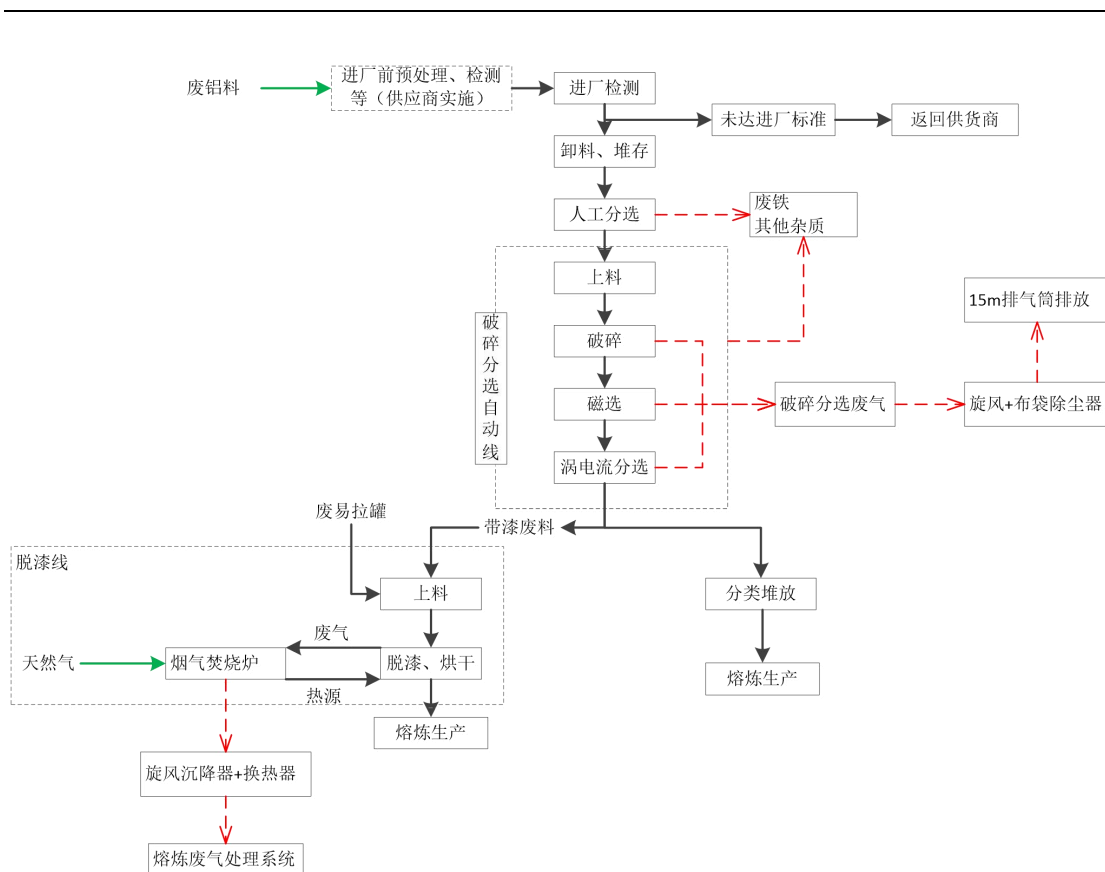 废铝料
进厂前预处理、检测
等（供应商实施）
进厂检测
未达进厂标准
返回供货商
卸料、堆存
人工分选
废铁
其他杂质
上料
15m排气筒排放
破碎分选自动线
破碎
磁选
破碎分选废气
旋风+布袋除尘器
涡电流分选
废易拉罐
带漆废料
脱漆线
上料
分类堆放
废气
天然气
烟气焚烧炉
脱漆、烘干
热源
熔炼生产
熔炼生产
旋风沉降器+换热器
熔炼废气处理系统